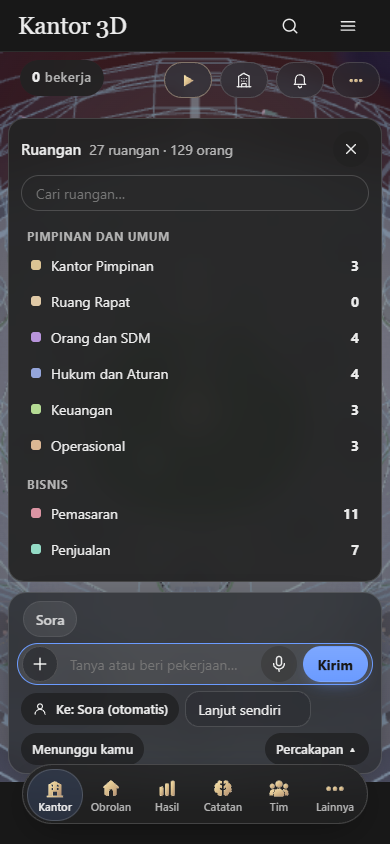 Kantor 3D
0 bekerja
Ruangan 27 ruangan · 129 orang
Cari ruangan...
PIMPINAN DAN UMUM
Kantor Pimpinan 3
Ruang Rapat 0
Orang dan SDM 4
Hukum dan Aturan 4
Keuangan 3
Operasional 3
BISNIS
Pemasaran 11
Penjualan 7
Sora
Tanya atau beri pekerjaan... Kirim
Ke: Sora (otomatis) Lanjut sendiri
Menunggu kamu Percakapan
Kantor Obrolan Hasil Catatan Tim Lainnya